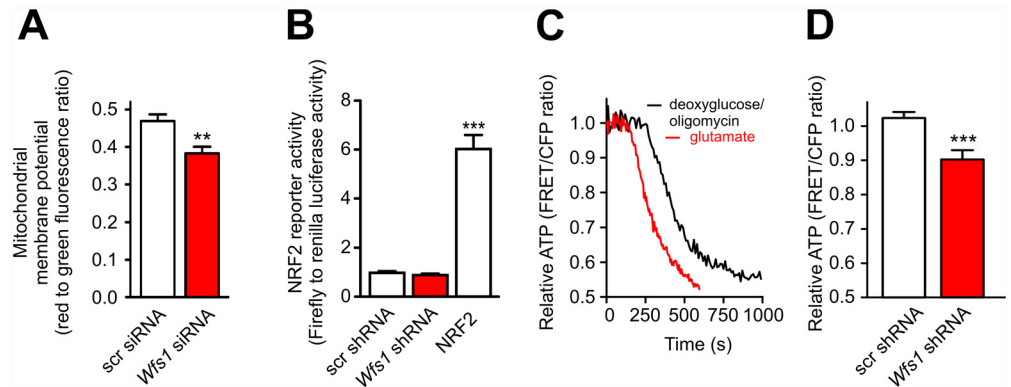 A
Mitochondrial
membrane potential
(red to green fluorescence ratio)
0.5
0.4
0.3
0.2
0.1
0.0
**
scr siRNA
Wfs1 siRNA
B
NRF2 reporter activity
(Firefly to renilla luciferase activity)
8
6
4
2
0
***
scr shRNA
Wfs1 shRNA
NRF2
C
Relative ATP (FRET/CFP ratio)
1.0
0.9
0.8
0.7
0.6
0.5
deoxyglucose/
oligomycin
glutamate
0 250 500 750 1000
Time (s)
D
Relative ATP (FRET/CFP ratio)
1.0
0.9
0.8
0.7
0.6
0.5
***
scr shRNA
Wfs1 shRNA